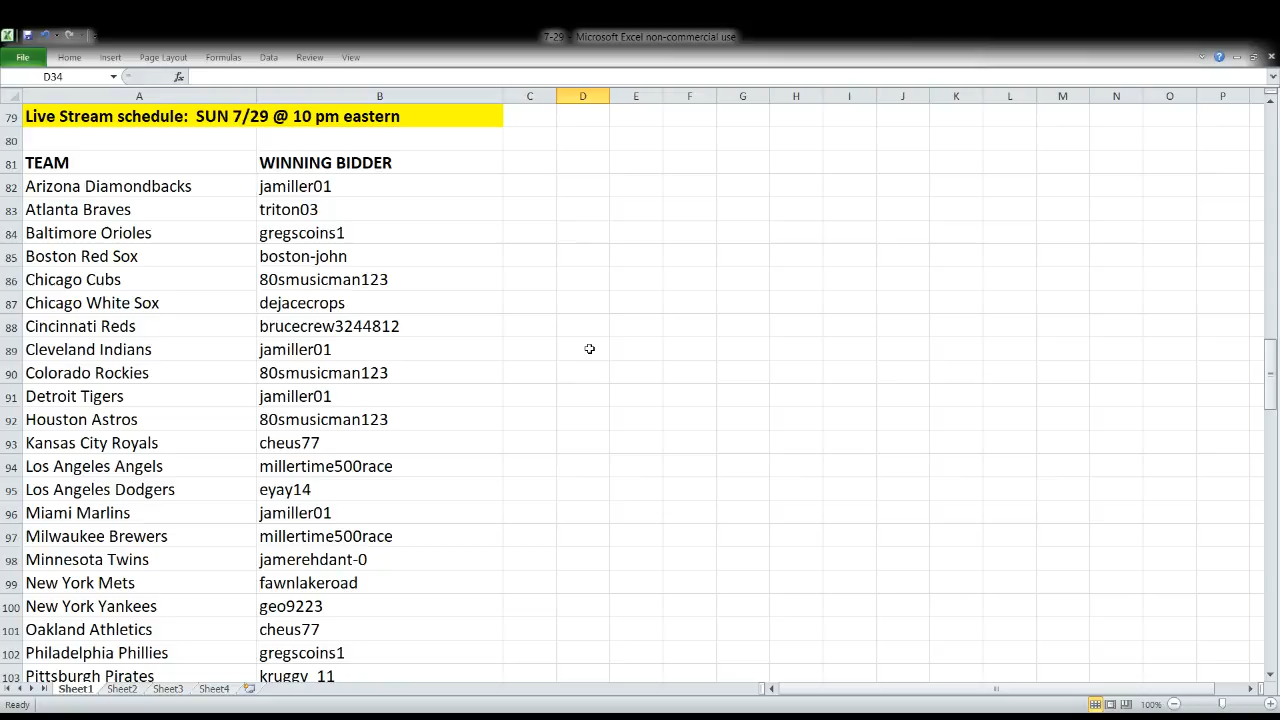 7-29 - Microsoft Excel non-commercial use
File Home Insert Page Layout Formulas Data Review View
D34 fx
A B C D E F G H I J K L M N O P
79 Live Stream schedule: SUN 7/29 @ 10 pm eastern
80
81 TEAM WINNING BIDDER
82 Arizona Diamondbacks jamiller01
83 Atlanta Braves triton03
84 Baltimore Orioles gregscoins1
85 Boston Red Sox boston-john
86 Chicago Cubs 80smusicman123
87 Chicago White Sox dejacecrops
88 Cincinnati Reds brucecrew3244812
89 Cleveland Indians jamiller01
90 Colorado Rockies 80smusicman123
91 Detroit Tigers jamiller01
92 Houston Astros 80smusicman123
93 Kansas City Royals cheus77
94 Los Angeles Angels millertime500race
95 Los Angeles Dodgers eyay14
96 Miami Marlins jamiller01
97 Milwaukee Brewers millertime500race
98 Minnesota Twins jamerehdant-0
99 New York Mets fawnlakeroad
100 New York Yankees geo9223
101 Oakland Athletics cheus77
102 Philadelphia Phillies gregscoins1
103 Pittsburgh Pirates kruggy_11
Sheet1 Sheet2 Sheet3 Sheet4
Ready 100%